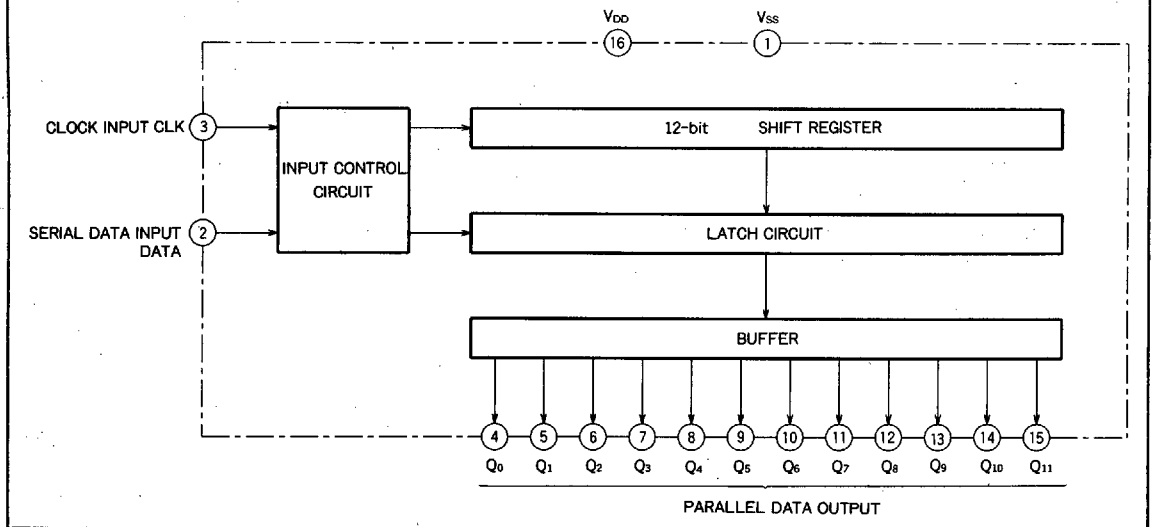 VDD VSS
16 1
CLOCK INPUT CLK 3
12-bit SHIFT REGISTER
INPUT CONTROL
CIRCUIT
SERIAL DATA INPUT 2
DATA
LATCH CIRCUIT
BUFFER
4 5 6 7 8 9 10 11 12 13 14 15
Q0 Q1 Q2 Q3 Q4 Q5 Q6 Q7 Q8 Q9 Q10 Q11
PARALLEL DATA OUTPUT